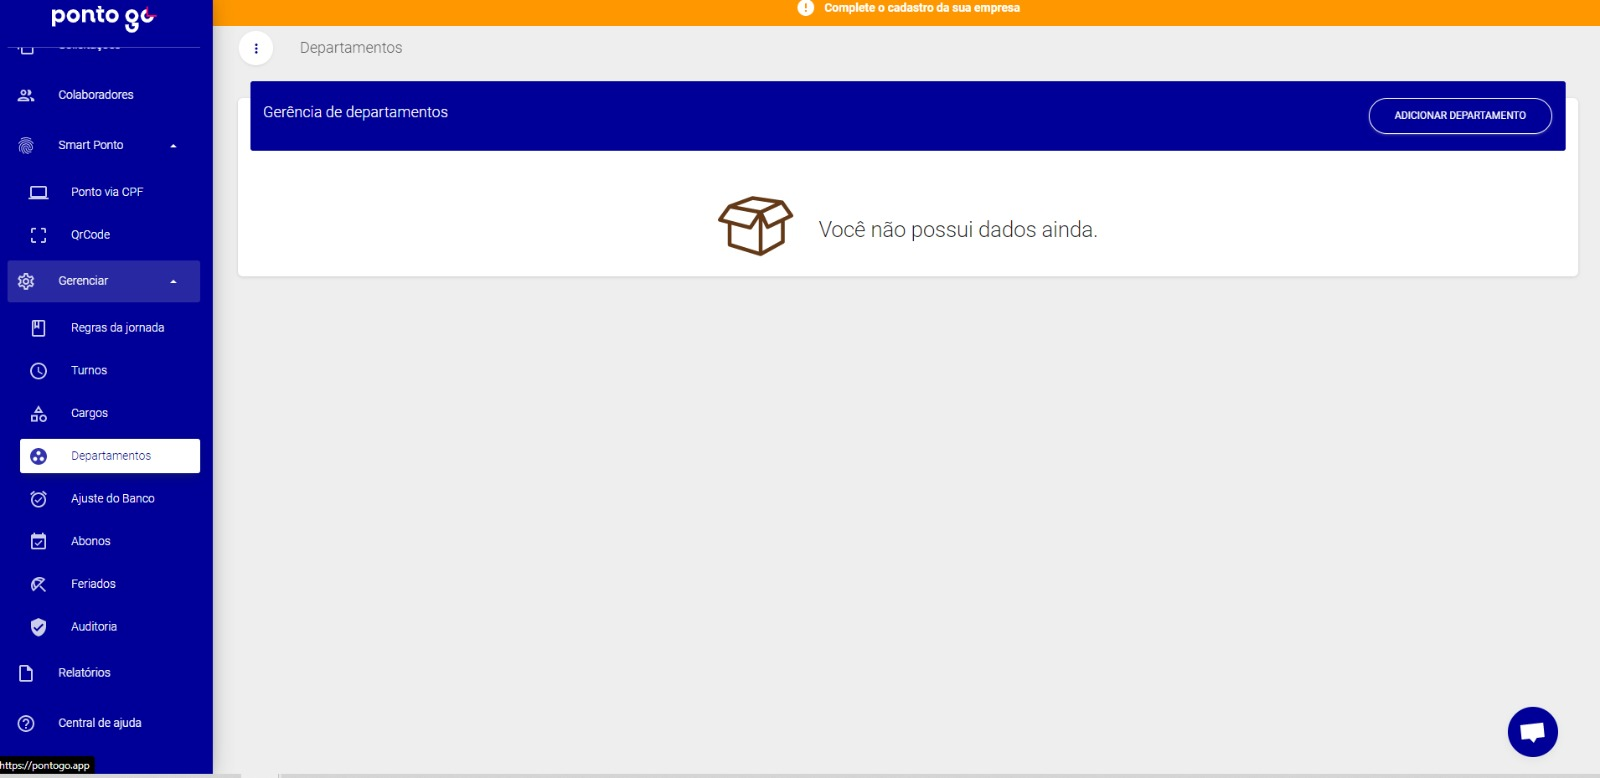 ponto go
Complete o cadastro da sua empresa
Departamentos
Colaboradores
Smart Ponto
Ponto via CPF
QrCode
Gerenciar
Regras da jornada
Turnos
Cargos
Departamentos
Ajuste do Banco
Abonos
Feriados
Auditoria
Relatórios
Central de ajuda
https://pontogo.app
Gerência de departamentos
ADICIONAR DEPARTAMENTO
Você não possui dados ainda.